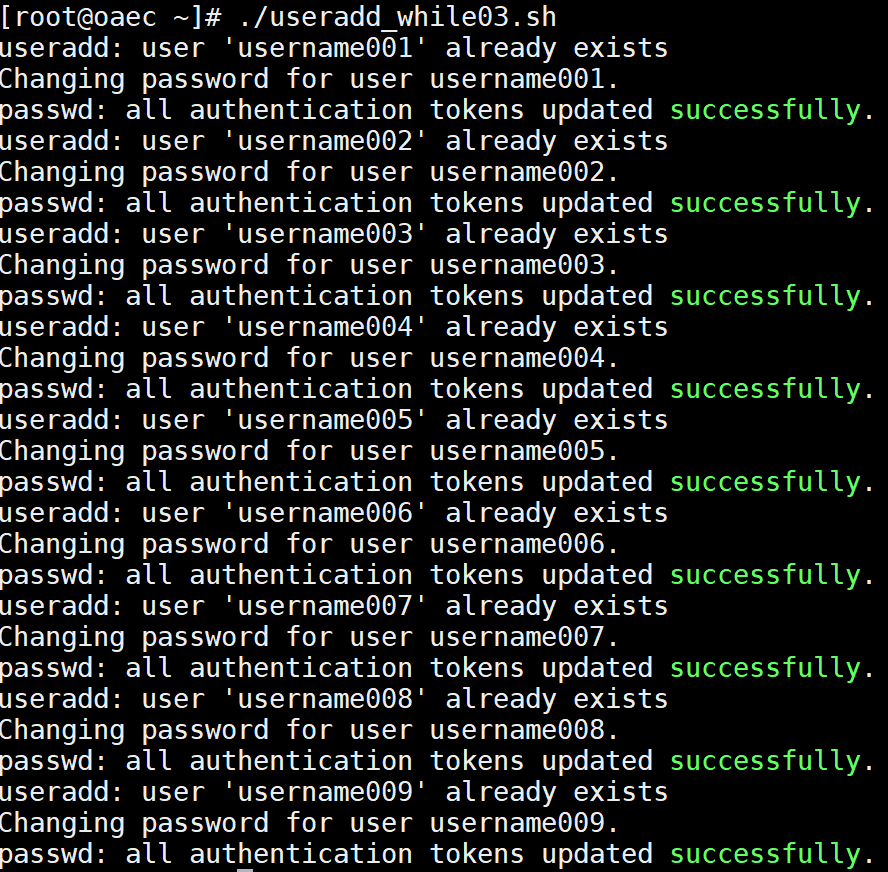 [root@oaec ~]# ./useradd_while03.sh
useradd: user 'username001' already exists
Changing password for user username001.
passwd: all authentication tokens updated successfully.
useradd: user 'username002' already exists
Changing password for user username002.
passwd: all authentication tokens updated successfully.
useradd: user 'username003' already exists
Changing password for user username003.
passwd: all authentication tokens updated successfully.
useradd: user 'username004' already exists
Changing password for user username004.
passwd: all authentication tokens updated successfully.
useradd: user 'username005' already exists
Changing password for user username005.
passwd: all authentication tokens updated successfully.
useradd: user 'username006' already exists
Changing password for user username006.
passwd: all authentication tokens updated successfully.
useradd: user 'username007' already exists
Changing password for user username007.
passwd: all authentication tokens updated successfully.
useradd: user 'username008' already exists
Changing password for user username008.
passwd: all authentication tokens updated successfully.
useradd: user 'username009' already exists
Changing password for user username009.
passwd: all authentication tokens updated successfully.